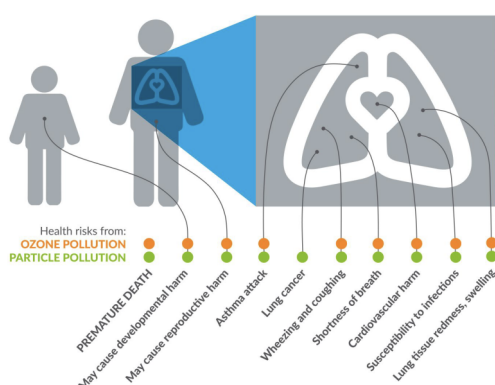 Health risks from:
OZONE POLLUTION
PARTICLE POLLUTION
PREMATURE DEATH
May cause developmental harm
May cause reproductive harm
Asthma attack
Lung cancer
Wheezing and coughing
Shortness of breath
Cardiovascular harm
Susceptibility to infections
Lung tissue redness, swelling